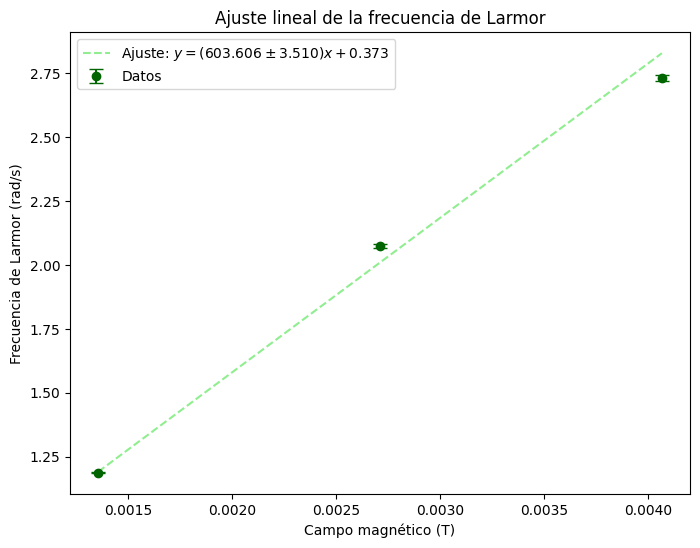 Ajuste lineal de la frecuencia de Larmor
Ajuste: y = (603.606 ± 3.510)x + 0.373
Datos
Frecuencia de Larmor (rad/s)
2.75
2.50
2.25
2.00
1.75
1.50
1.25
0.0015 0.0020 0.0025 0.0030 0.0035 0.0040
Campo magnético (T)